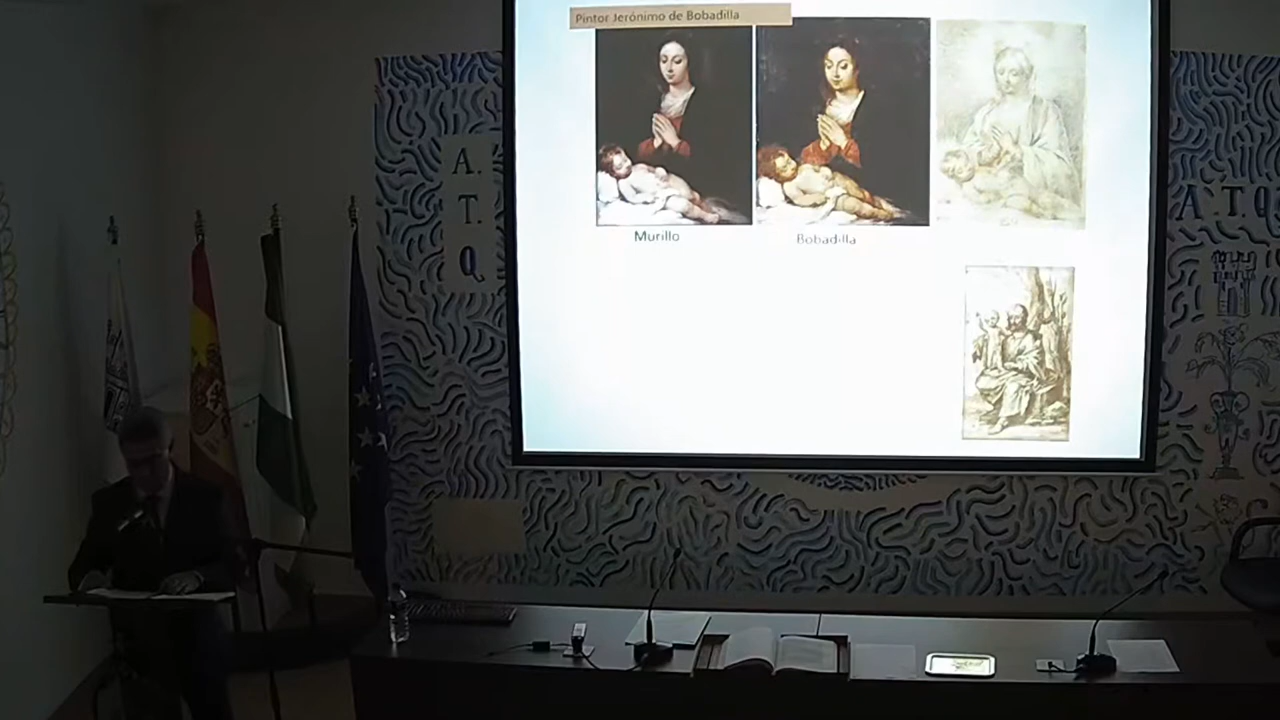 Pintor Jerónimo de Bobadilla
Murillo
Bobadilla
A.
T.
Q
A.T.Q